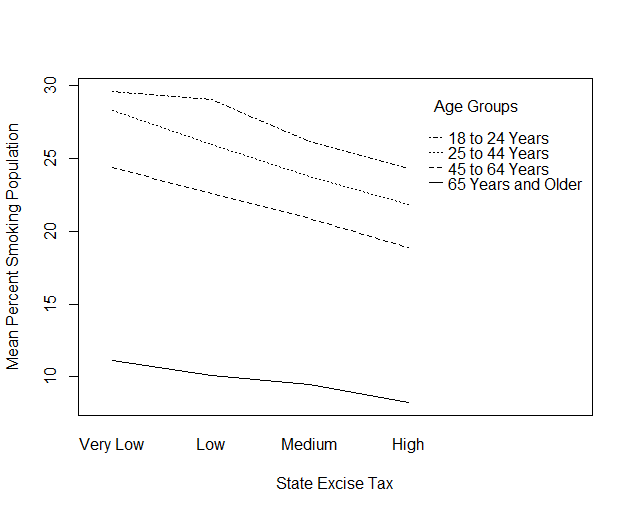 Mean Percent Smoking Population
30
25
20
15
10
Age Groups
18 to 24 Years
25 to 44 Years
45 to 64 Years
65 Years and Older
Very Low Low Medium High
State Excise Tax